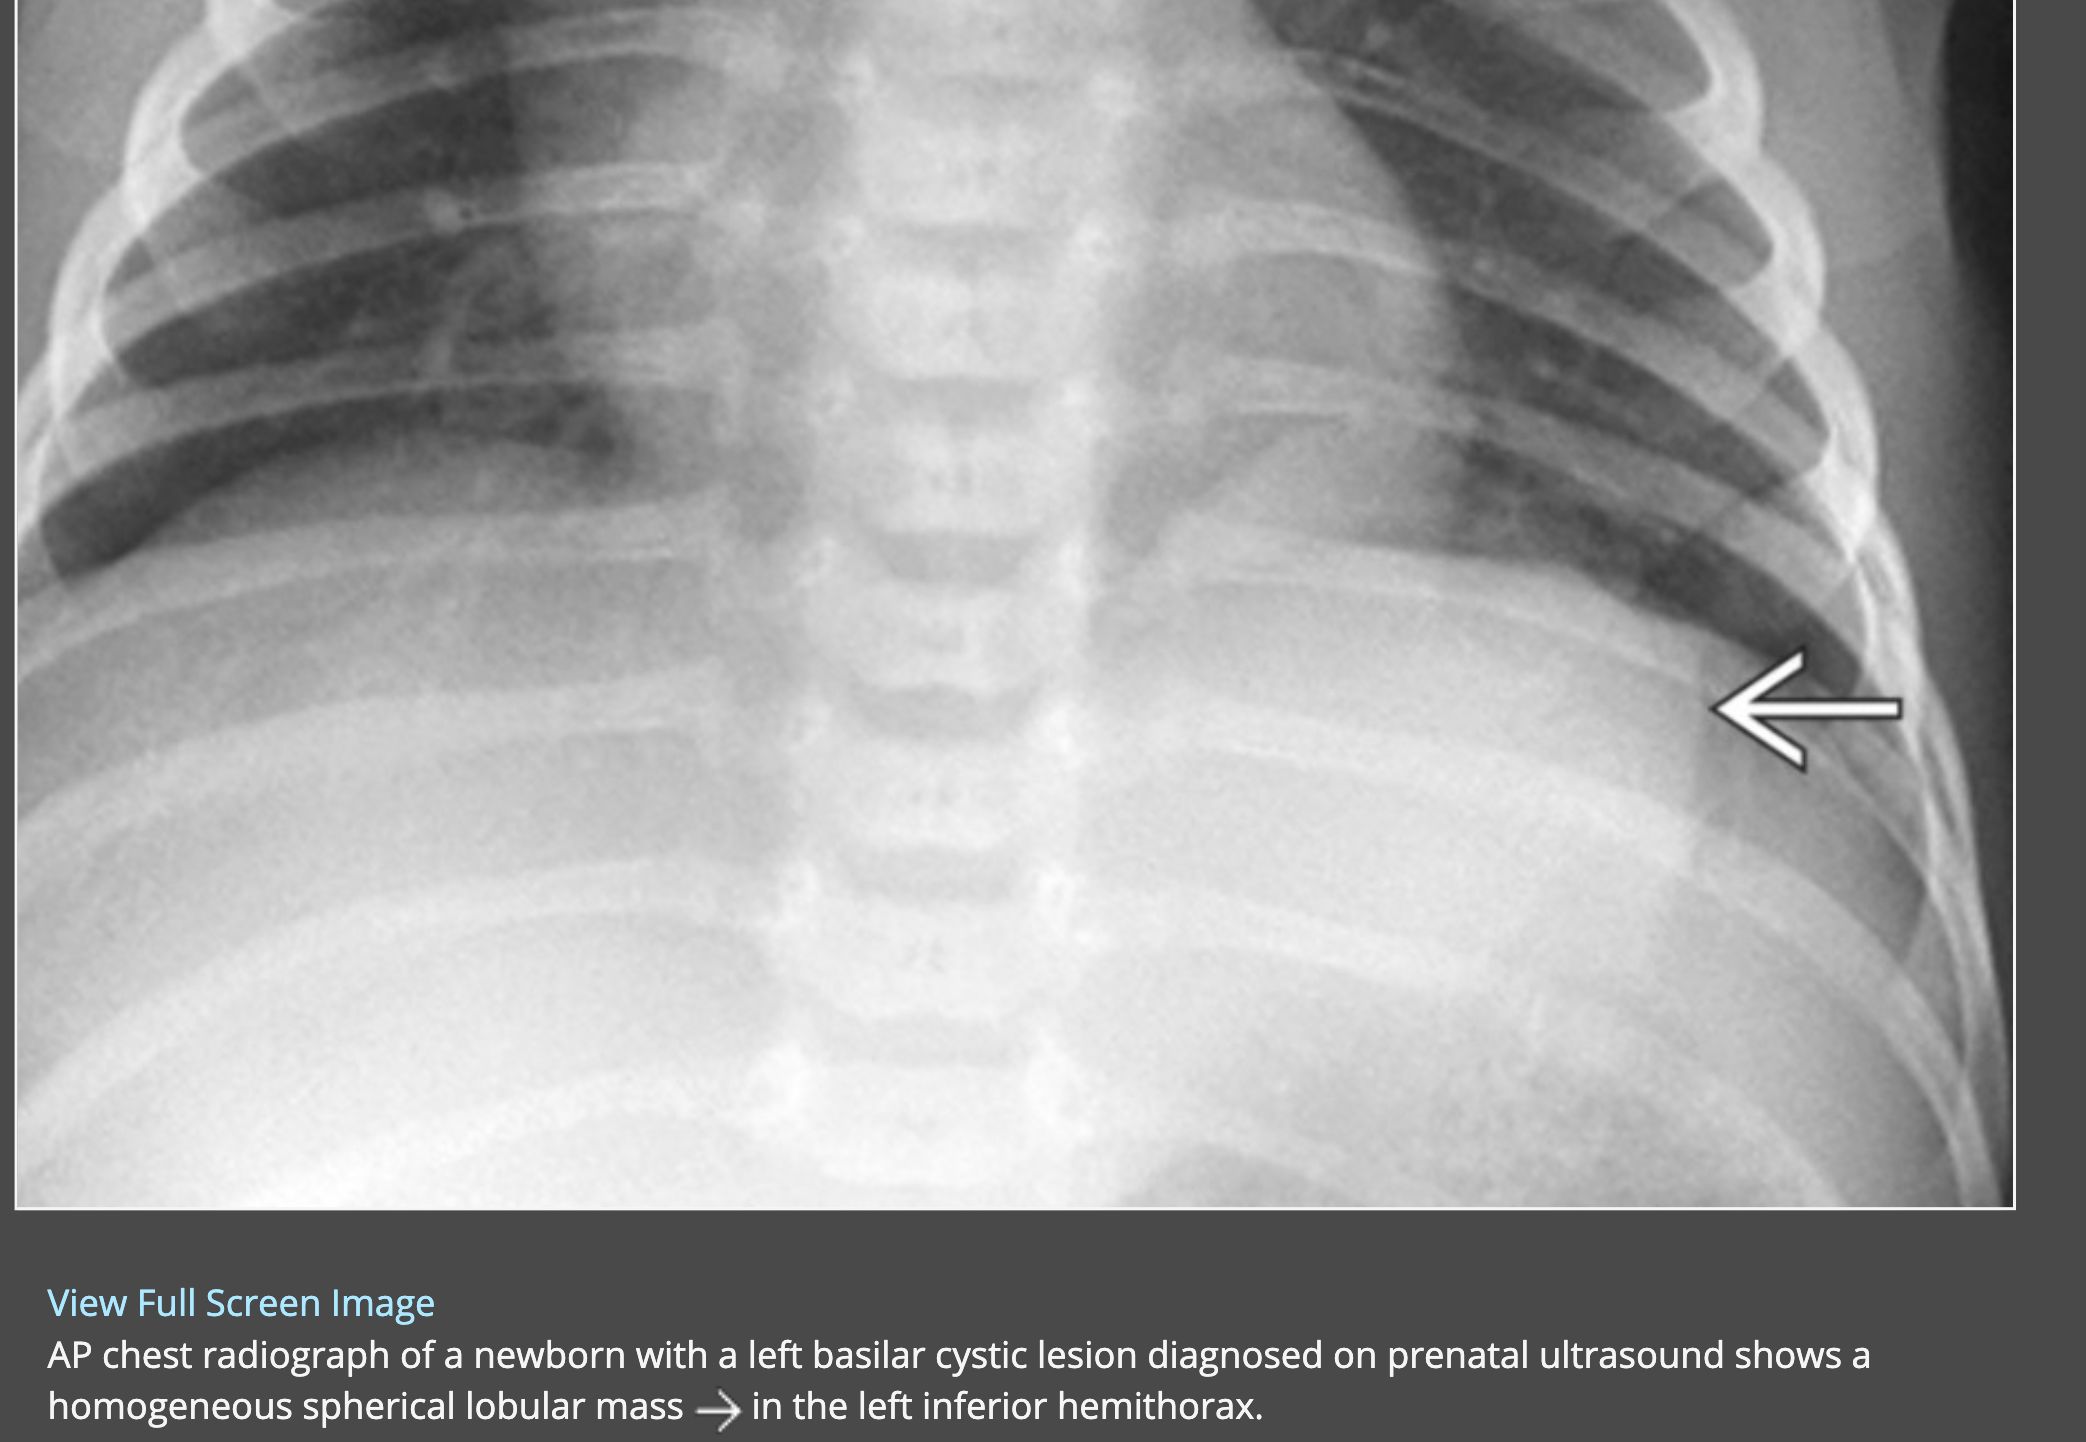 View Full Screen Image
AP chest radiograph of a newborn with a left basilar cystic lesion diagnosed on prenatal ultrasound shows a
homogeneous spherical lobular mass → in the left inferior hemithorax.